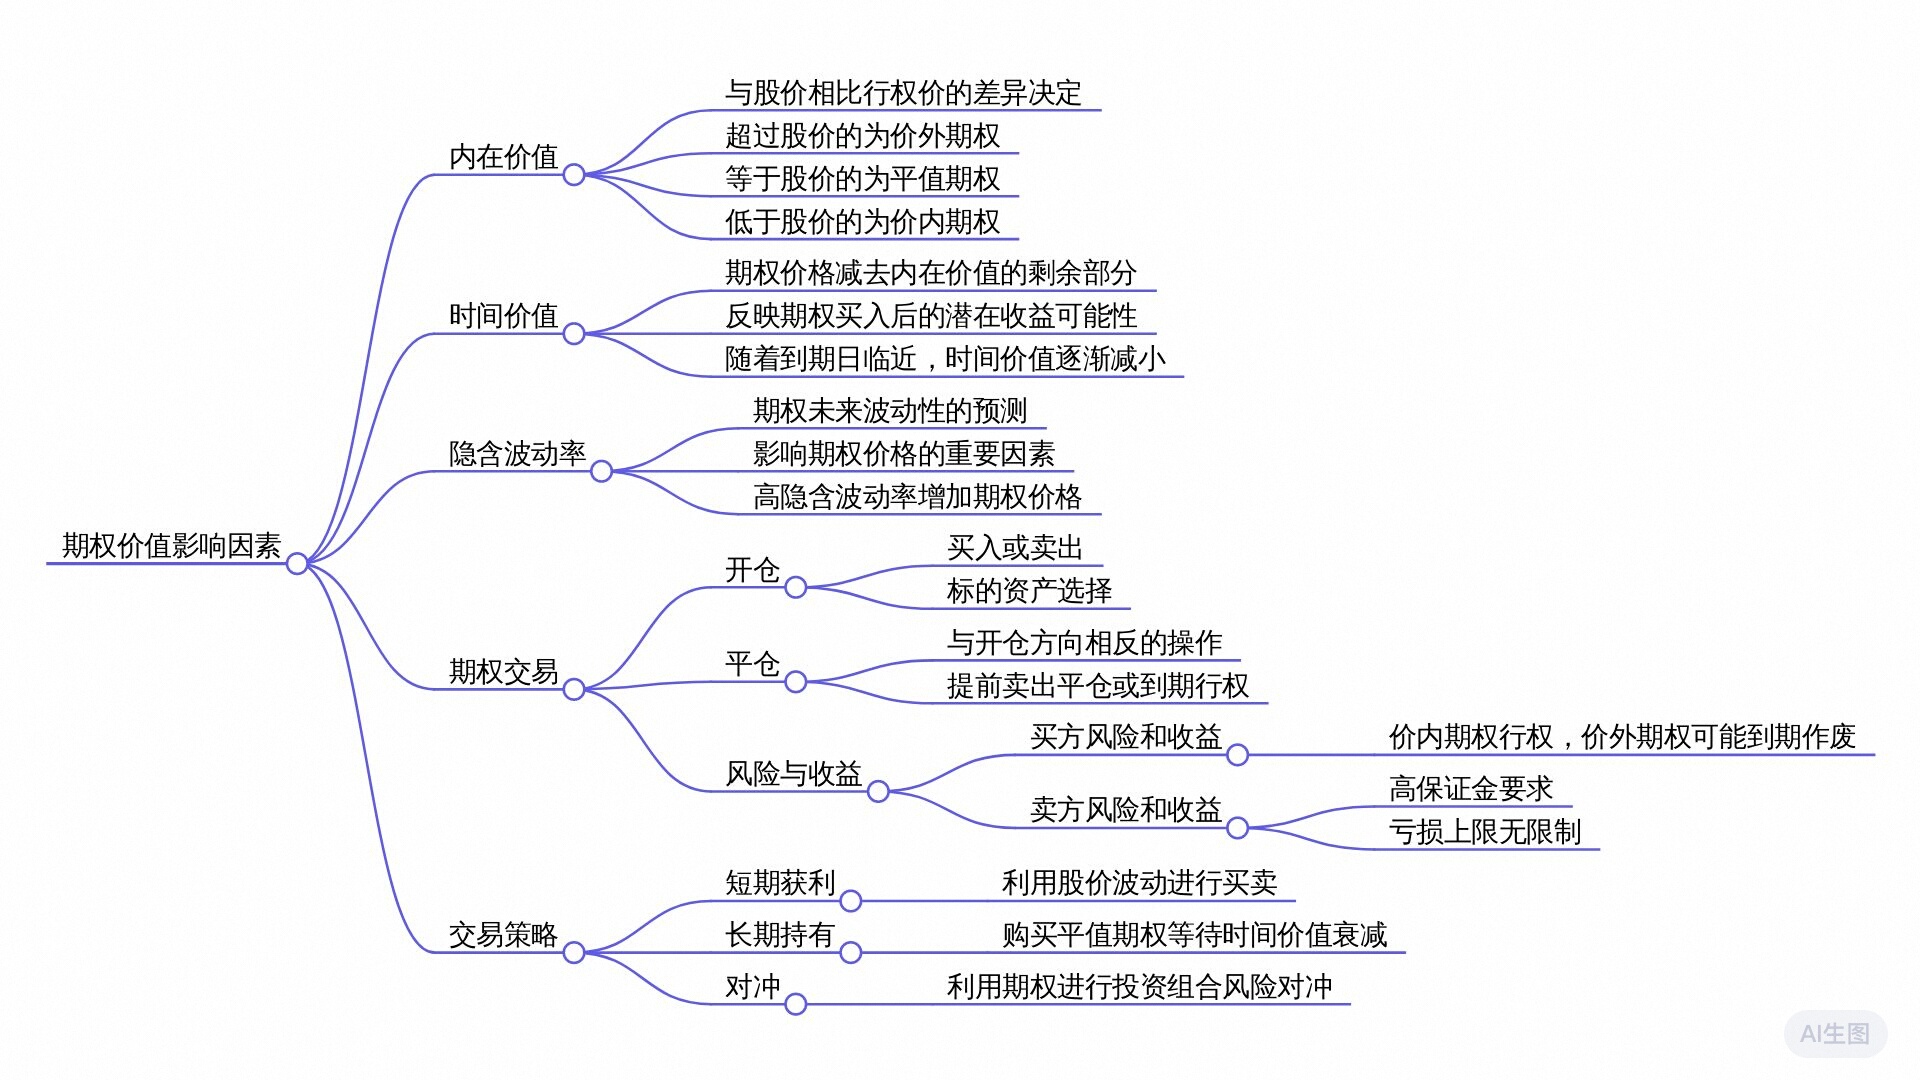 期权价值影响因素
内在价值
与股价相比行权价的差异决定
超过股价的为价外期权
等于股价的为平值期权
低于股价的为价内期权
时间价值
期权价格减去内在价值的剩余部分
反映期权买入后的潜在收益可能性
随着到期日临近，时间价值逐渐减小
隐含波动率
期权未来波动性的预测
影响期权价格的重要因素
高隐含波动率增加期权价格
期权交易
开仓
买入或卖出
标的资产选择
平仓
与开仓方向相反的操作
提前卖出平仓或到期行权
风险与收益
买方风险和收益
价内期权行权，价外期权可能到期作废
卖方风险和收益
高保证金要求
亏损上限无限制
交易策略
短期获利
利用股价波动进行买卖
长期持有
购买平值期权等待时间价值衰减
对冲
利用期权进行投资组合风险对冲
AI生图